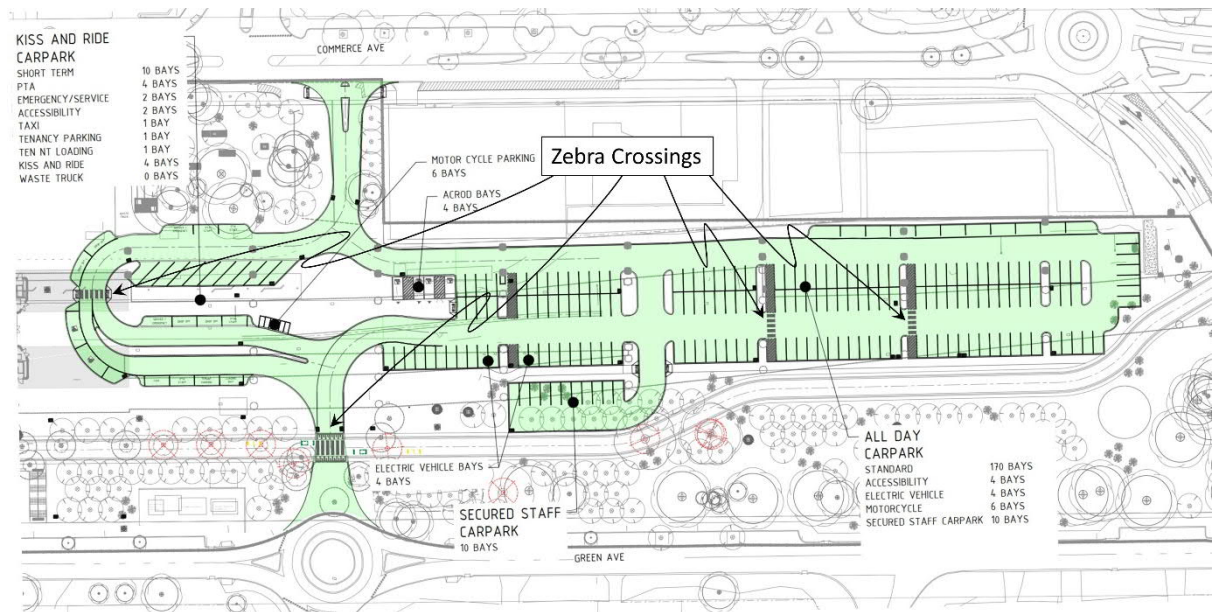 KISS AND RIDE
CARPARK
SHORT TERM 10 BAYS
PTA 4 BAYS
EMERGENCY/SERVICE 2 BAYS
ACCESSIBILITY 2 BAYS
TAXI 1 BAY
TENANCY PARKING 1 BAY
TEN NT LOADING 1 BAY
KISS AND RIDE 4 BAYS
WASTE TRUCK 0 BAYS
COMMERCE AVE
MOTOR CYCLE PARKING
6 BAYS
Zebra Crossings
ACROD BAYS
4 BAYS
ELECTRIC VEHICLE BAYS
4 BAYS
SECURED STAFF
CARPARK
10 BAYS
GREEN AVE
ALL DAY
CARPARK
STANDARD 170 BAYS
ACCESSIBILITY 4 BAYS
ELECTRIC VEHICLE 4 BAYS
MOTORCYCLE 6 BAYS
SECURED STAFF CARPARK 10 BAYS